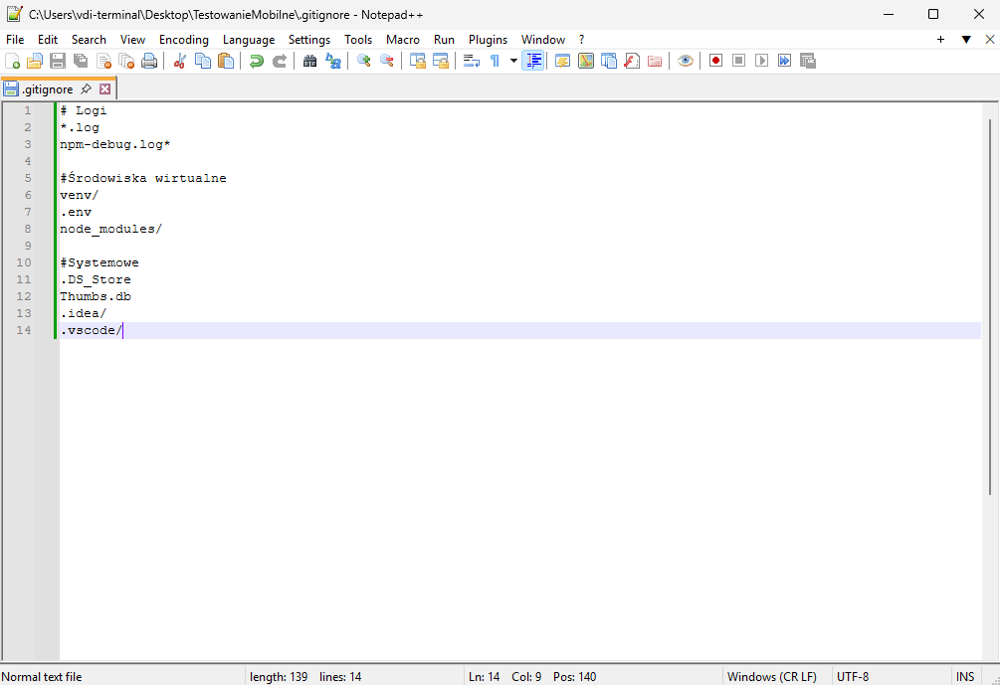 C:\Users\vdi-terminal\Desktop\TestowanieMobilne\.gitignore - Notepad++
File Edit Search View Encoding Language Settings Tools Macro Run Plugins Window ?
.gitignore
1 # Logi
2 *.log
3 npm-debug.log*
4
5 #Środowiska wirtualne
6 venv/
7 .env
8 node_modules/
9
10 #Systemowe
11 .DS_Store
12 Thumbs.db
13 .idea/
14 .vscode/
Normal text file length: 139 lines: 14 Ln: 14 Col: 9 Pos: 140 Windows (CR LF) UTF-8 INS